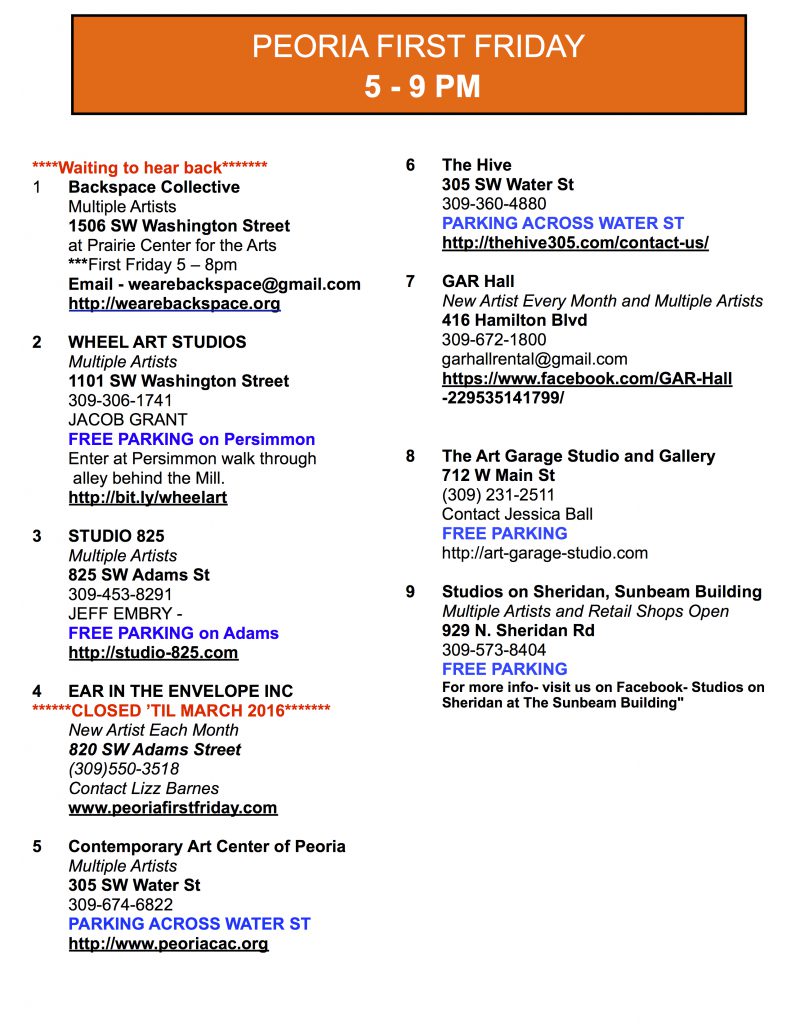 PEORIA FIRST FRIDAY
5 - 9 PM
****Waiting to hear back*******
1 Backspace Collective
Multiple Artists
1506 SW Washington Street
at Prairie Center for the Arts
***First Friday 5 – 8pm
Email - wearebackspace@gmail.com
http://wearebackspace.org
2 WHEEL ART STUDIOS
Multiple Artists
1101 SW Washington Street
309-306-1741
JACOB GRANT
FREE PARKING on Persimmon
Enter at Persimmon walk through
alley behind the Mill.
http://bit.ly/wheelart
3 STUDIO 825
Multiple Artists
825 SW Adams St
309-453-8291
JEFF EMBRY -
FREE PARKING on Adams
http://studio-825.com
4 EAR IN THE ENVELOPE INC
******CLOSED ’TIL MARCH 2016*******
New Artist Each Month
820 SW Adams Street
(309)550-3518
Contact Lizz Barnes
www.peoriafirstfriday.com
5 Contemporary Art Center of Peoria
Multiple Artists
305 SW Water St
309-674-6822
PARKING ACROSS WATER ST
http://www.peoriacac.org
6 The Hive
305 SW Water St
309-360-4880
PARKING ACROSS WATER ST
http://thehive305.com/contact-us/
7 GAR Hall
New Artist Every Month and Multiple Artists
416 Hamilton Blvd
309-672-1800
garhallrental@gmail.com
https://www.facebook.com/GAR-Hall
-229535141799/
8 The Art Garage Studio and Gallery
712 W Main St
(309) 231-2511
Contact Jessica Ball
FREE PARKING
http://art-garage-studio.com
9 Studios on Sheridan, Sunbeam Building
Multiple Artists and Retail Shops Open
929 N. Sheridan Rd
309-573-8404
FREE PARKING
For more info- visit us on Facebook- Studios on
Sheridan at The Sunbeam Building"